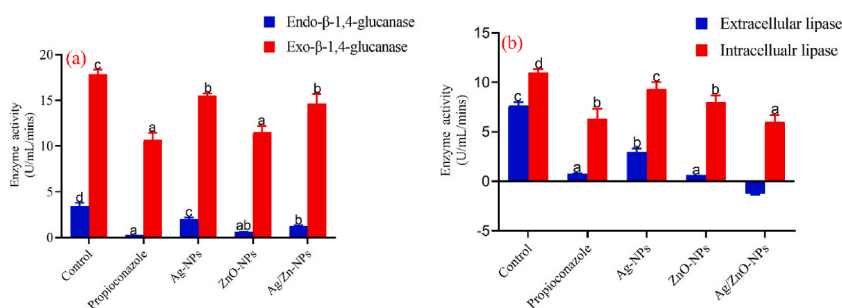 Endo-β-1,4-glucanase
Exo-β-1,4-glucanase
(a)
Enzyme activity
(U/mL/mins)
20
15
10
5
0
d
c
a
a
c
b
ab
a
b
b
Control
Propioconazole
Ag-NPs
ZnO-NPs
Ag/Zn-NPs
Extracellular lipase
Intracellualr lipase
(b)
Enzyme activity
(U/mL/mins)
15
10
5
0
-5
c
d
a
b
b
c
a
b
a
Control
Propioconazole
Ag-NPs
ZnO-NPs
Ag/ZnO-NPs